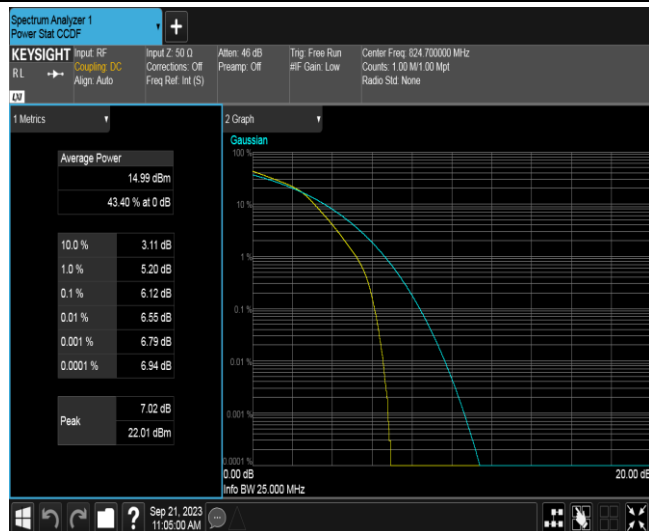 Spectrum Analyzer 1
Power Stat CCDF
+
KEYSIGHT
RL
LXI
Input: RF
Coupling: DC
Align: Auto
Input Z: 50 Ω
Corrections: Off
Freq Ref: Int (S)
Atten: 46 dB
Preamp: Off
Trig: Free Run
#IF Gain: Low
Center Freq: 824.700000 MHz
Counts: 1.00 M/1.00 Mpt
Radio Std: None
1 Metrics
Average Power
14.99 dBm
43.40 % at 0 dB
10.0 % 3.11 dB
1.0 % 5.20 dB
0.1 % 6.12 dB
0.01 % 6.55 dB
0.001 % 6.79 dB
0.0001 % 6.94 dB
Peak
7.02 dB
22.01 dBm
2 Graph
Gaussian
100 %
10 %
1 %
0.1 %
0.01 %
0.001 %
0.0001 %
0.00 dB 20.00 dB
Info BW 25.000 MHz
?
Sep 21, 2023
11:05:00 AM